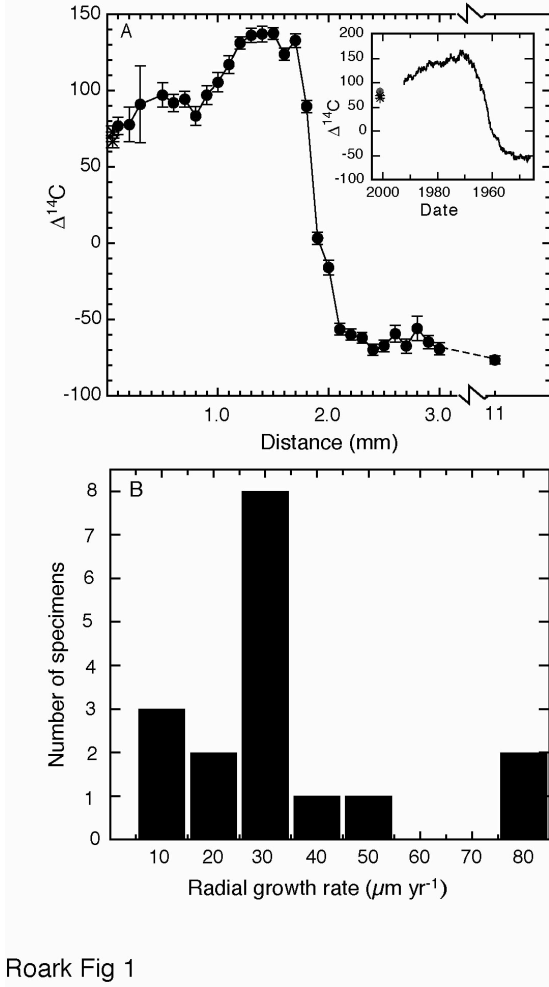 A
150
100
50
0
-50
-100
Δ¹⁴C
1.0 2.0 3.0 11
Distance (mm)
200
150
100
50
0
-50
-100
Δ¹⁴C
2000 1980 1960
Date
B
8
7
6
5
4
3
2
1
0
Number of specimens
10 20 30 40 50 60 70 80
Radial growth rate (μm yr⁻¹)
Roark Fig 1